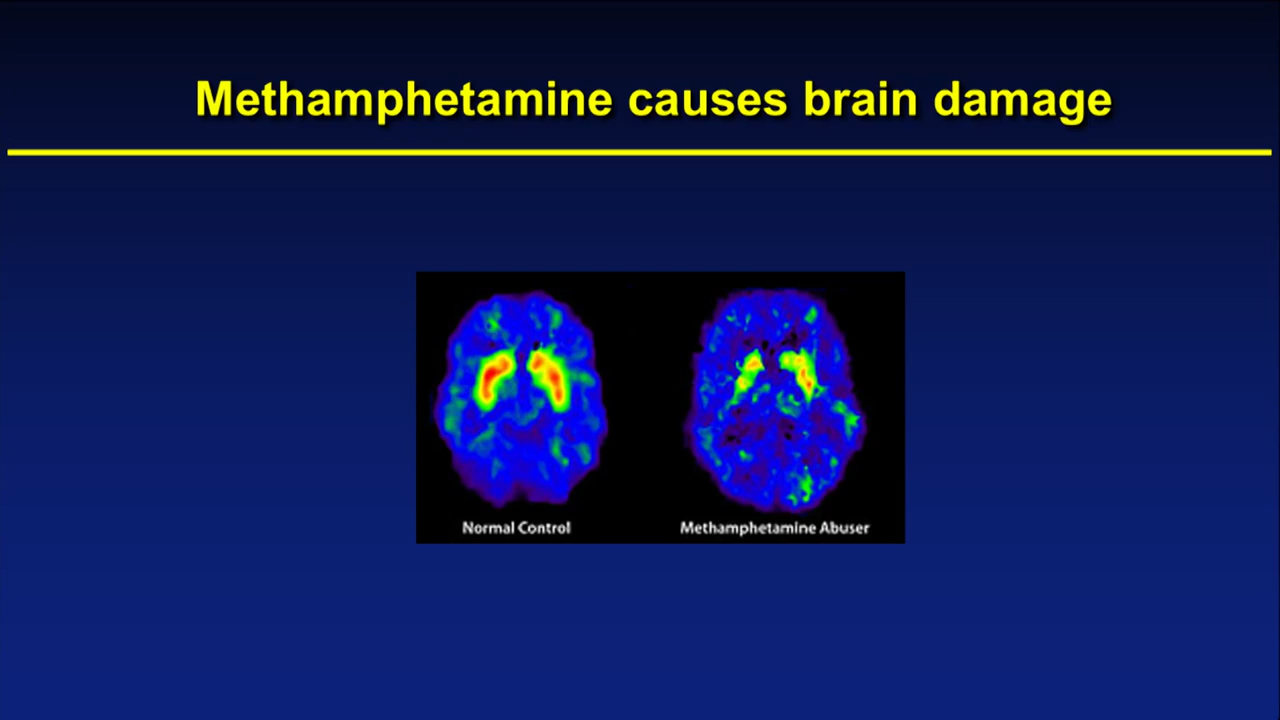 Methamphetamine causes brain damage
Normal Control
Methamphetamine Abuser